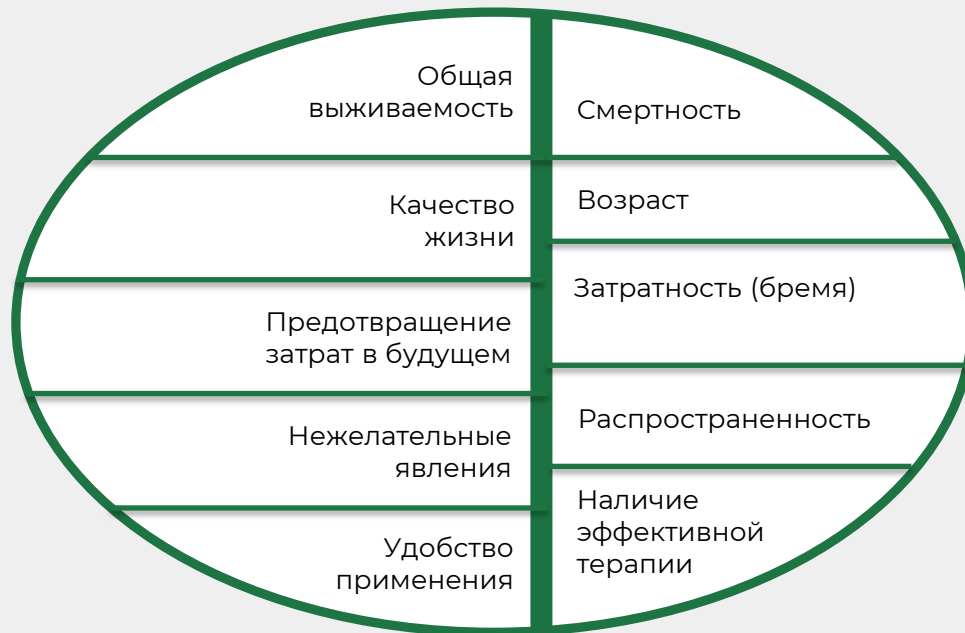 Общая
выживаемость
Качество
жизни
Предотвращение
затрат в будущем
Нежелательные
явления
Удобство
применения
Смертность
Возраст
Затратность (бремя)
Распространенность
Наличие
эффективной
терапии